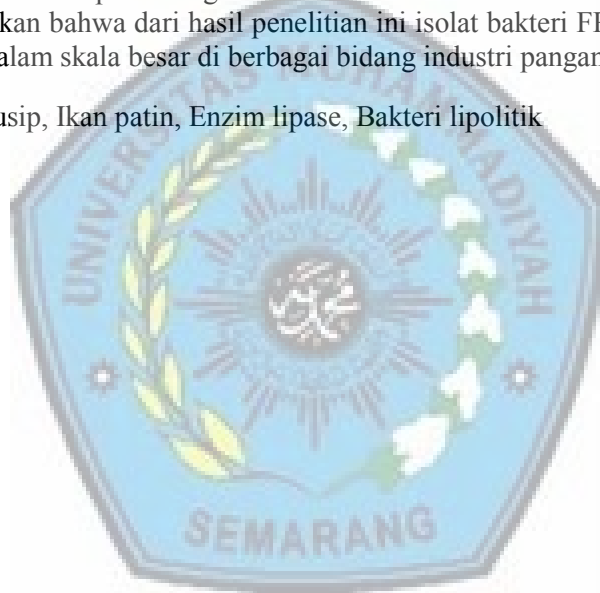 kan bahwa dari hasil penelitian ini isolat bakteri
alam skala besar di berbagai bidang industri pangan
usip, Ikan patin, Enzim lipase, Bakteri lipolitik
UNIVERSITAS MUHAMMADIYAH
SEMARANG